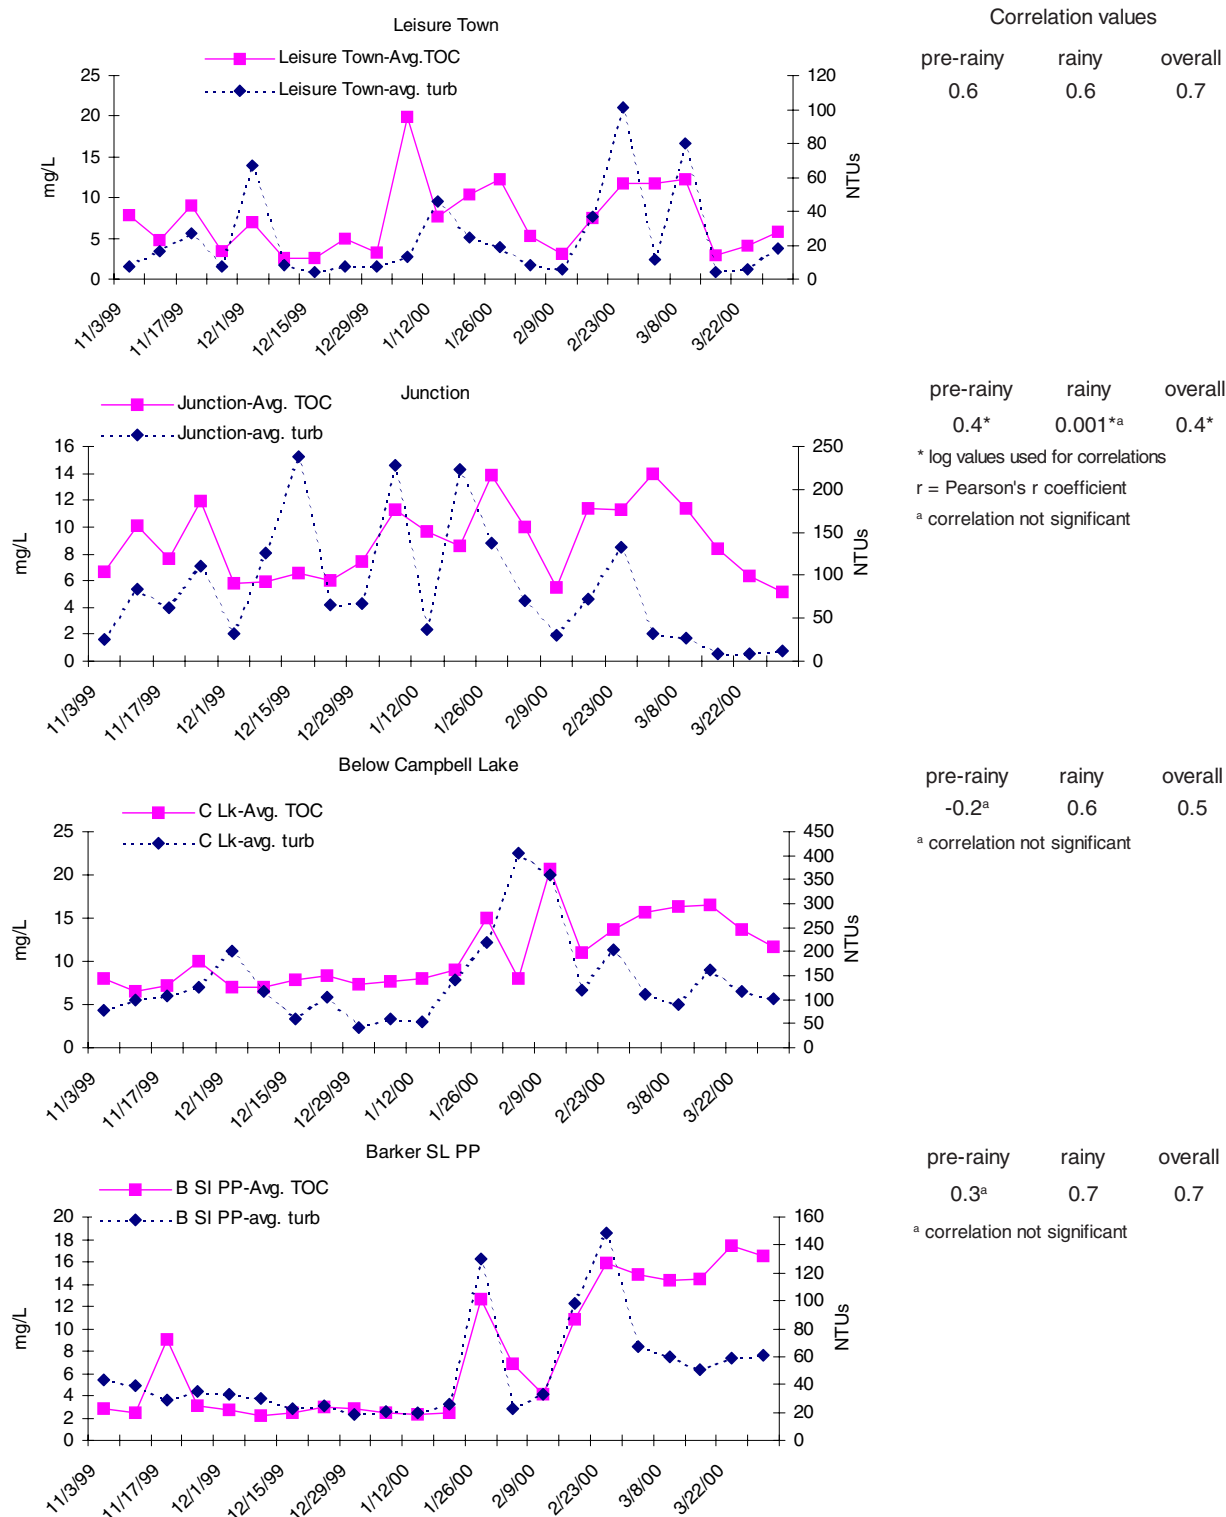 Leisure Town
Correlation values
Leisure Town-Avg.TOC
Leisure Town-avg. turb
pre-rainy rainy overall
0.6 0.6 0.7
25
20
15
10
5
0
mg/L
120
100
80
60
40
20
0
NTUs
11/3/99 11/17/99 12/1/99 12/15/99 12/29/99 1/12/00 1/26/00 2/9/00 2/23/00 3/8/00 3/22/00
Junction
Junction-Avg. TOC
Junction-avg. turb
pre-rainy rainy overall
0.4* 0.001*ᵃ 0.4*
* log values used for correlations
r = Pearson's r coefficient
ᵃ correlation not significant
16
14
12
10
8
6
4
2
0
mg/L
250
200
150
100
50
0
NTUs
11/3/99 11/17/99 12/1/99 12/15/99 12/29/99 1/12/00 1/26/00 2/9/00 2/23/00 3/8/00 3/22/00
Below Campbell Lake
C Lk-Avg. TOC
C Lk-avg. turb
pre-rainy rainy overall
-0.2ᵃ 0.6 0.5
ᵃ correlation not significant
25
20
15
10
5
0
mg/L
450
400
350
300
250
200
150
100
50
0
NTUs
11/3/99 11/17/99 12/1/99 12/15/99 12/29/99 1/12/00 1/26/00 2/9/00 2/23/00 3/8/00 3/22/00
Barker SL PP
B Sl PP-Avg. TOC
B Sl PP-avg. turb
pre-rainy rainy overall
0.3ᵃ 0.7 0.7
ᵃ correlation not significant
20
18
16
14
12
10
8
6
4
2
0
mg/L
160
140
120
100
80
60
40
20
0
NTUs
11/3/99 11/17/99 12/1/99 12/15/99 12/29/99 1/12/00 1/26/00 2/9/00 2/23/00 3/8/00 3/22/00